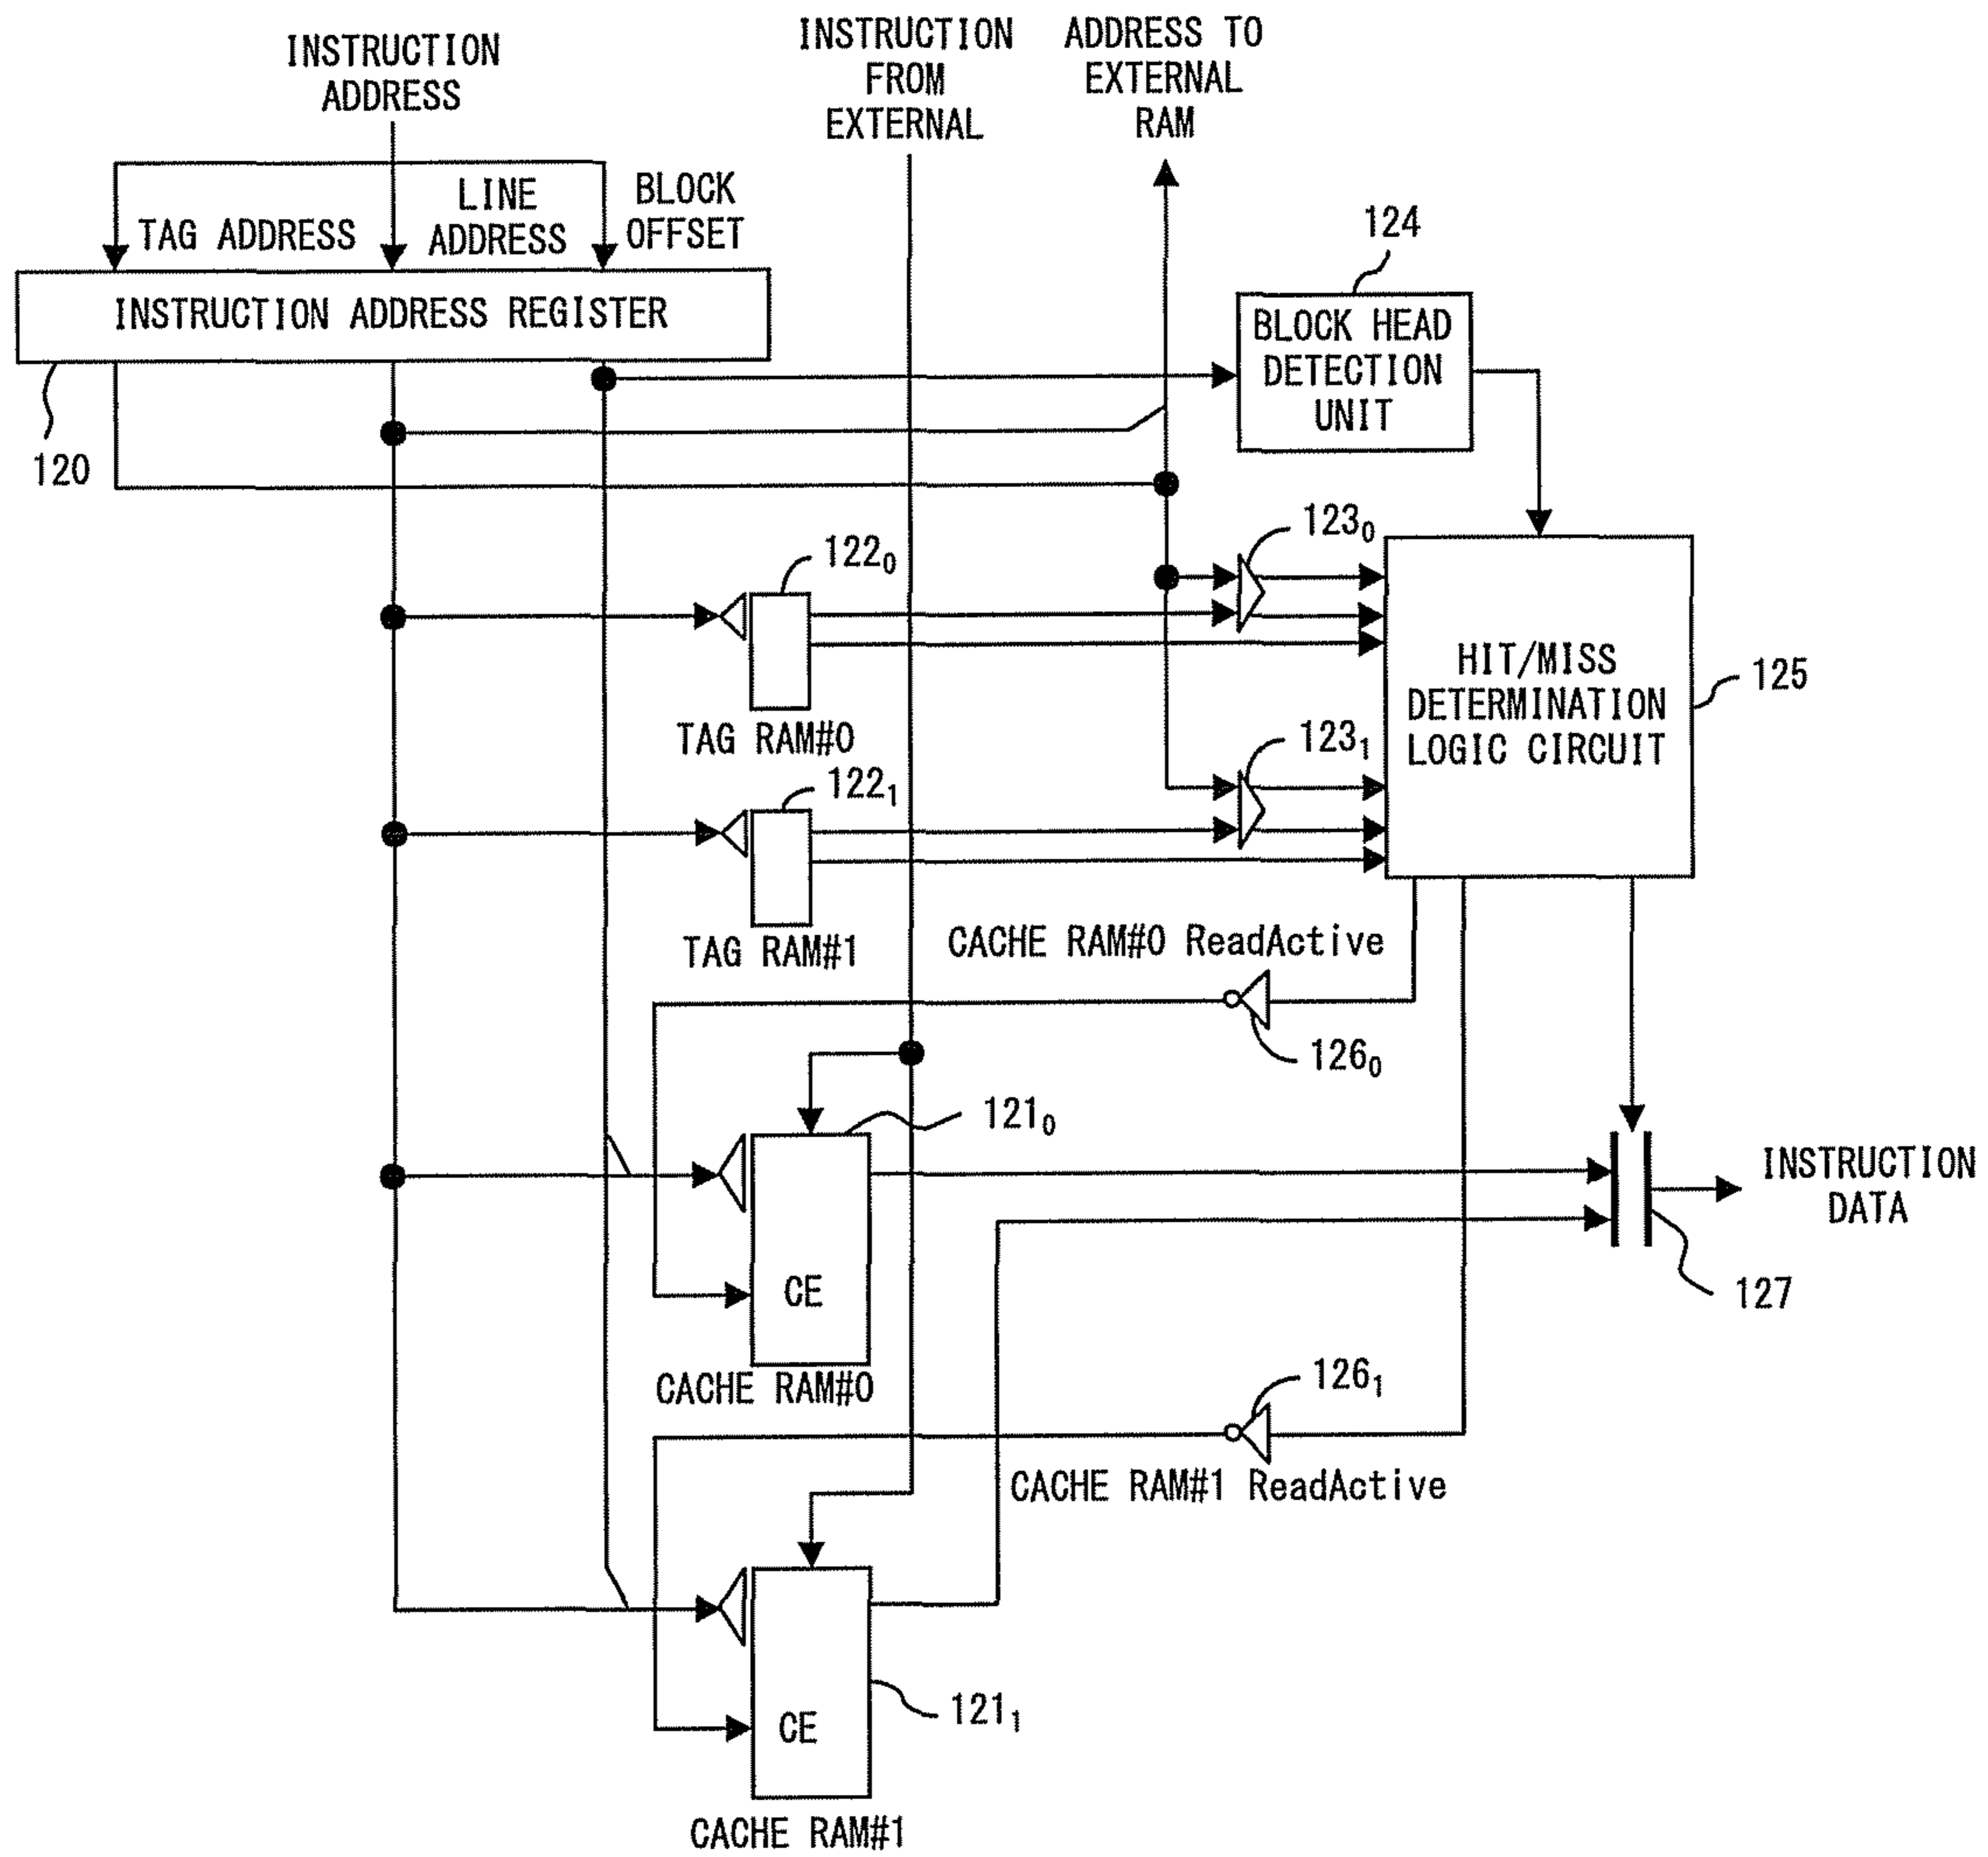 INSTRUCTION
ADDRESS
INSTRUCTION
FROM
EXTERNAL
ADDRESS TO
EXTERNAL
RAM
TAG ADDRESS
LINE
ADDRESS
BLOCK
OFFSET
124
INSTRUCTION ADDRESS REGISTER
BLOCK HEAD
DETECTION
UNIT
120
123₀
122₀
HIT/MISS
DETERMINATION
LOGIC CIRCUIT
125
TAG RAM#0
123₁
122₁
TAG RAM#1
CACHE RAM#0 ReadActive
126₀
121₀
INSTRUCTION
DATA
CE
127
CACHE RAM#0
126₁
CACHE RAM#1 ReadActive
121₁
CE
CACHE RAM#1